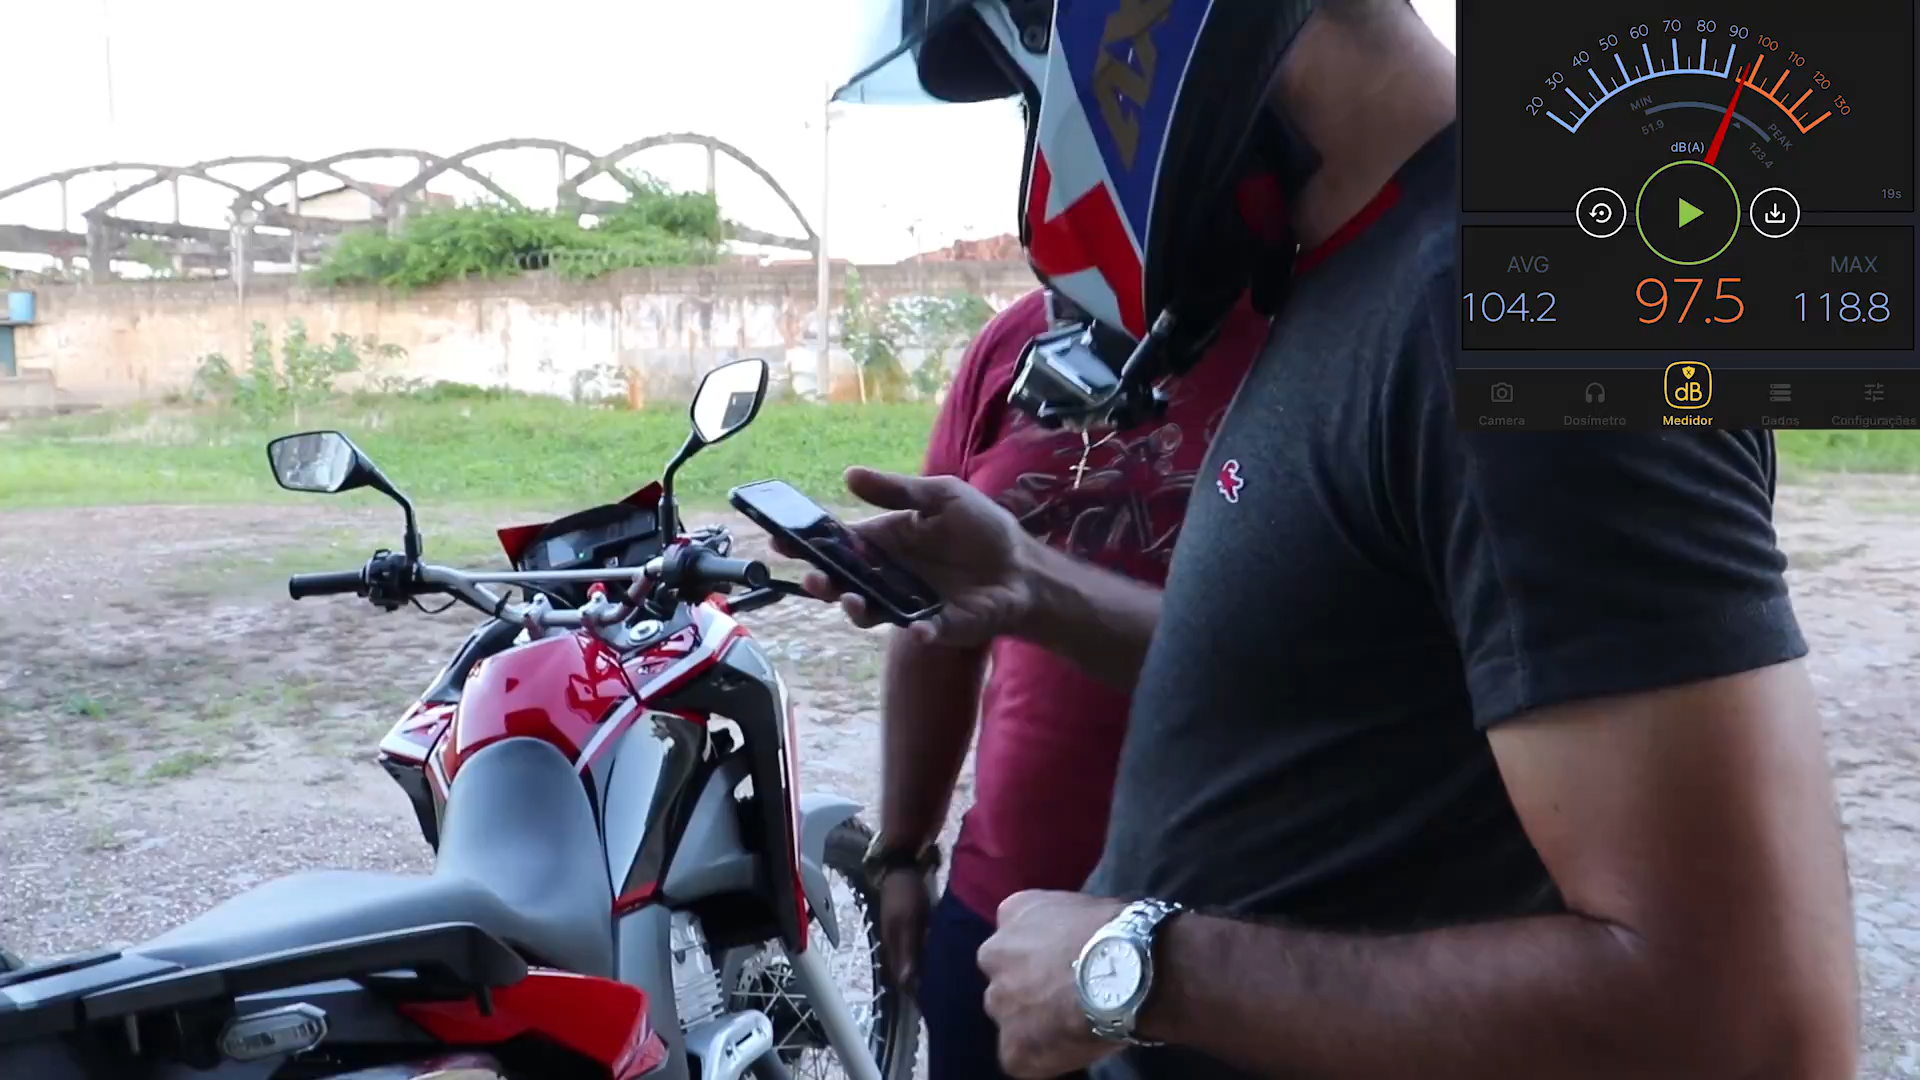 20 30 40 50 60 70 80 90 100 110 120 130
MIN
51.9
PEAK
123.4
dB(A)
19s
AVG
MAX
104.2
97.5
118.8
dB
Camera
Dosímetro
Medidor
Dados
Configurações